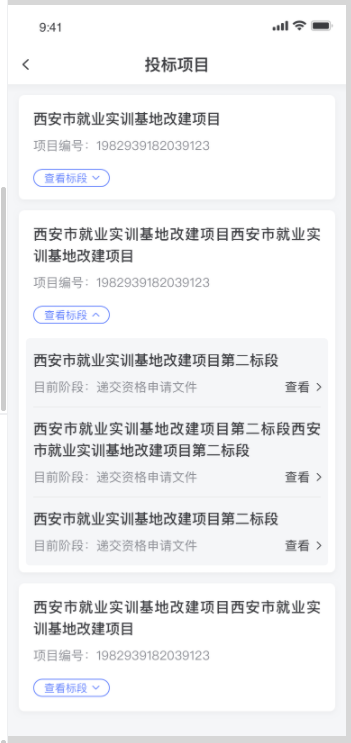 9:41
投标项目
西安市就业实训基地改建项目
项目编号：1982939182039123
查看标段
西安市就业实训基地改建项目西安市就业实
训基地改建项目
项目编号：1982939182039123
查看标段
西安市就业实训基地改建项目第二标段
目前阶段：递交资格申请文件 查看
西安市就业实训基地改建项目第二标段西安
市就业实训基地改建项目第二标段
目前阶段：递交资格申请文件 查看
西安市就业实训基地改建项目第二标段
目前阶段：递交资格申请文件 查看
西安市就业实训基地改建项目西安市就业实
训基地改建项目
项目编号：1982939182039123
查看标段